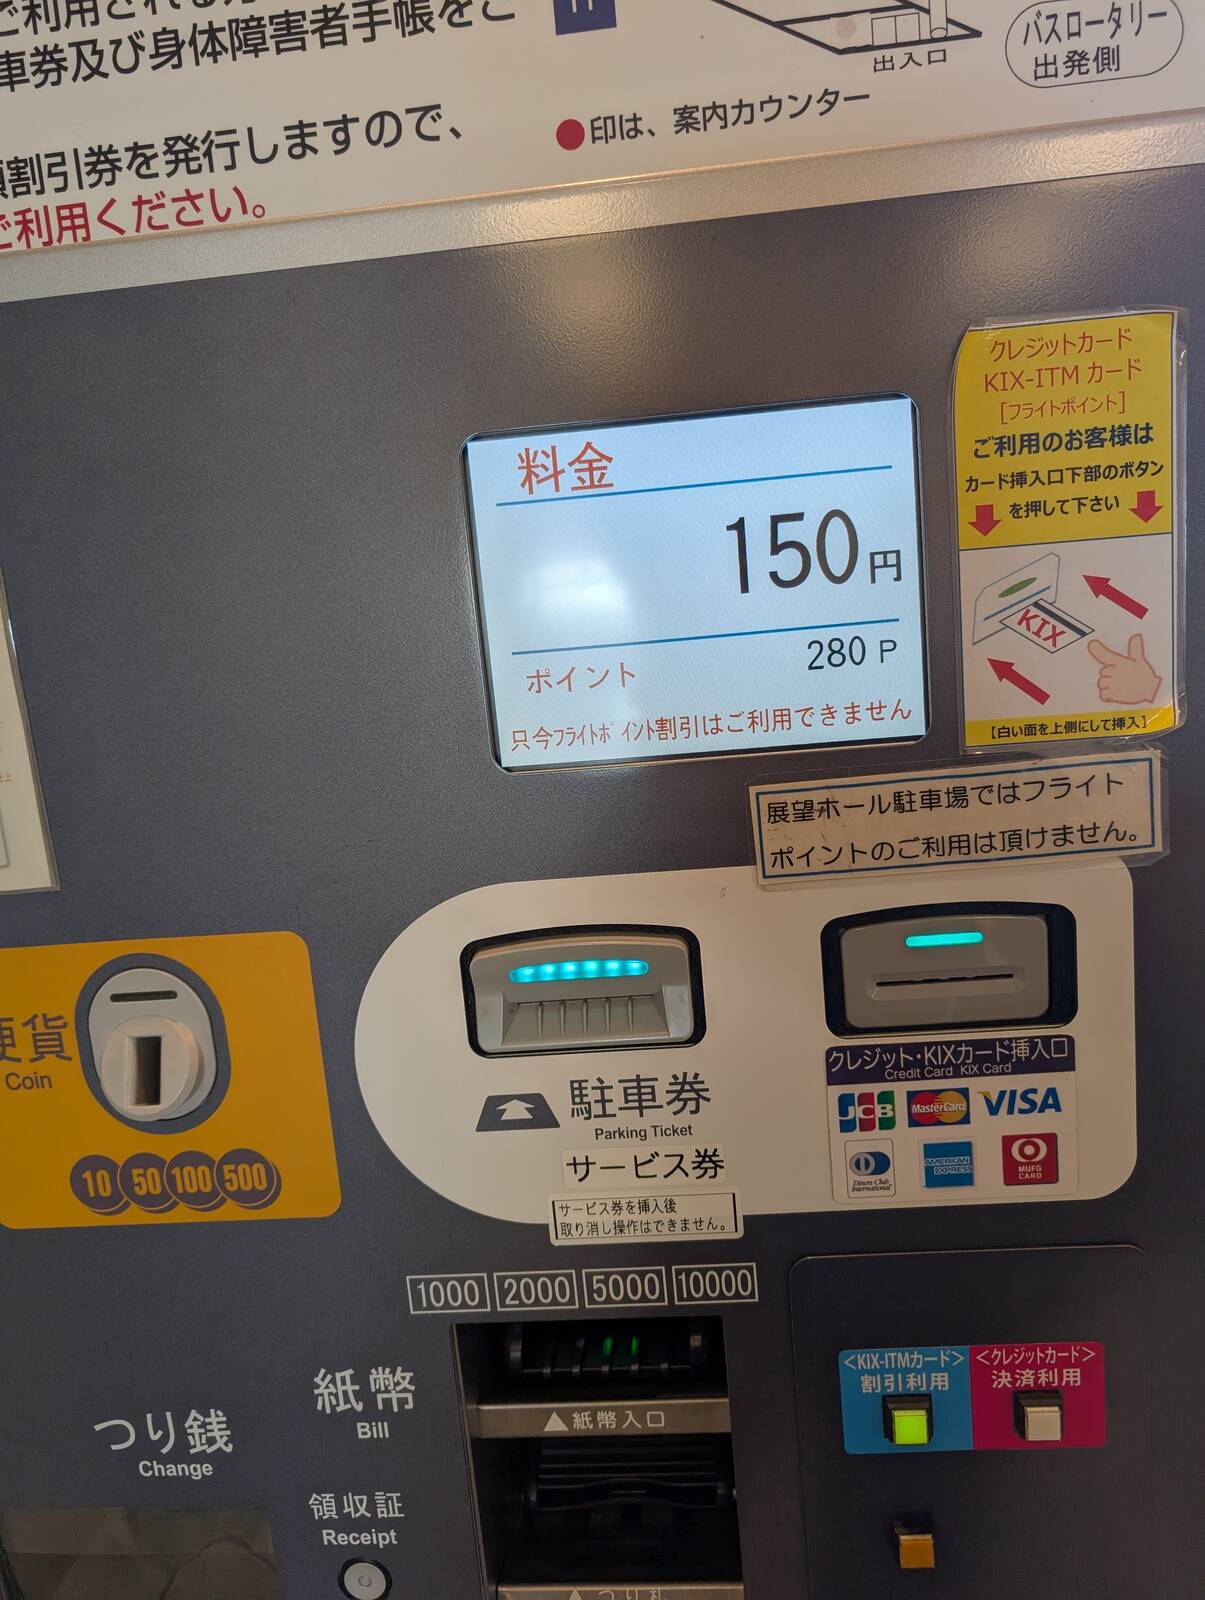 ご利用される
車券及び身体障害者手帳をご
割引券を発行しますので、
ご利用ください。
出入口
バスロータリー
出発側
●印は、案内カウンター
クレジットカード
KIX-ITM カード
[フライトポイント]
ご利用のお客様は
カード挿入口下部のボタン
を押して下さい
KIX
[白い面を上側にして挿入]
料金
150円
ポイント 280 P
只今フライトポイント割引はご利用できません
展望ホール駐車場ではフライト
ポイントのご利用は頂けません。
硬貨
Coin
10 50 100 500
駐車券
Parking Ticket
サービス券
サービス券を挿入後
取り消し操作はできません。
クレジット・KIXカード挿入口
Credit Card KIX Card
JCB MasterCard VISA
Diners Club International
AMERICAN EXPRESS
MUFG CARD
1000 2000 5000 10000
紙幣
Bill
▲紙幣入口
つり銭
Change
領収証
Receipt
▲つり札
<KIX-ITMカード>
割引利用
<クレジットカード>
決済利用